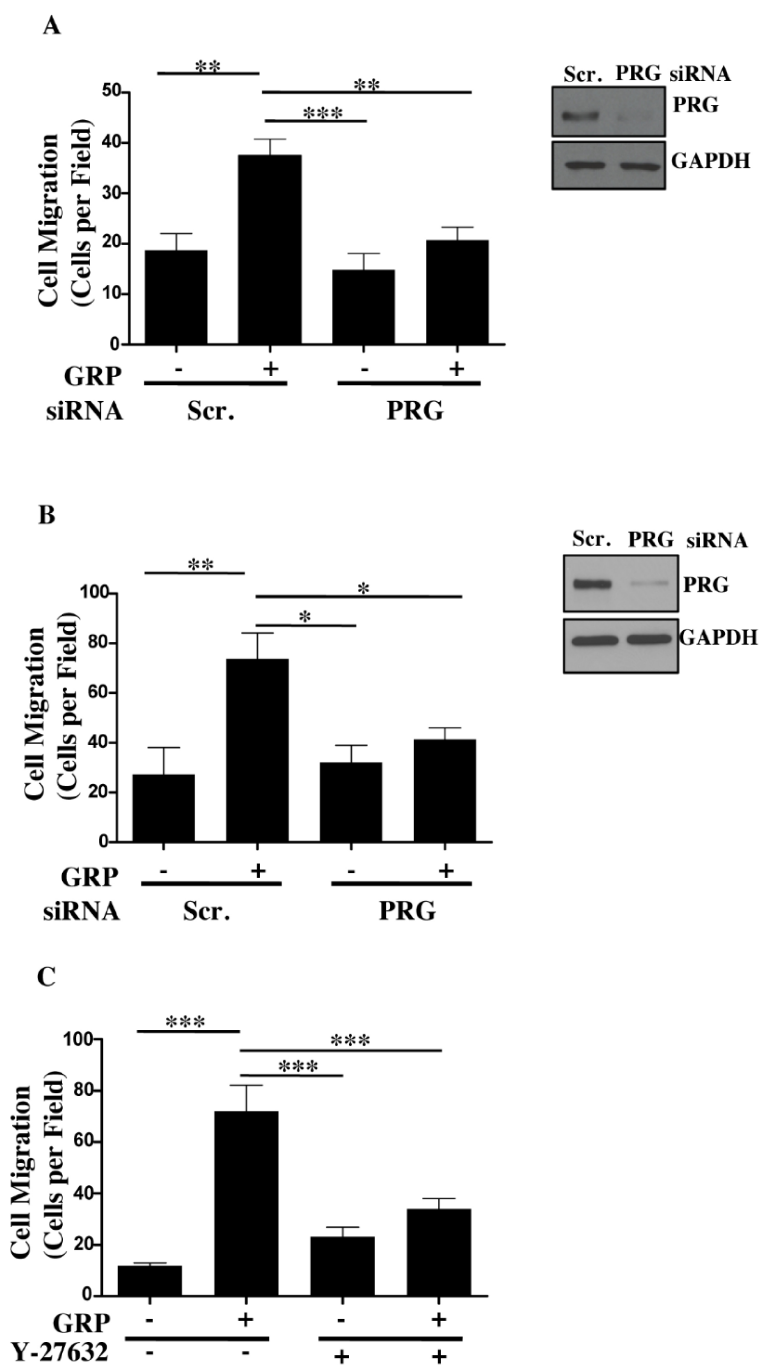 A
** ** ***
Cell Migration
(Cells per Field)
50
40
30
20
10
0
GRP - + - +
siRNA Scr. PRG
Scr. PRG siRNA
PRG
GAPDH
B
** * *
Cell Migration
(Cells per Field)
100
80
60
40
20
0
GRP - + - +
siRNA Scr. PRG
Scr. PRG siRNA
PRG
GAPDH
C
*** *** ***
Cell Migration
(Cells per Field)
100
80
60
40
20
0
GRP - + - +
Y-27632 - - + +